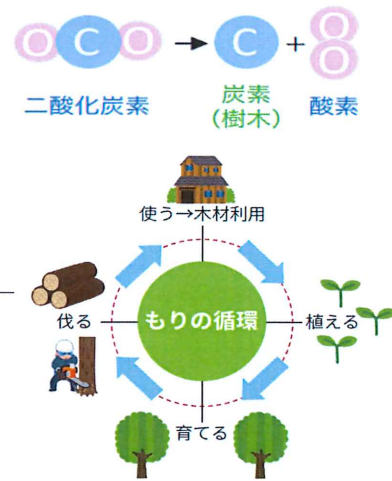 O C O → C + O O
二酸化炭素
炭素
(樹木)
酸素
使う→木材利用
伐る
もりの循環
植える
育てる